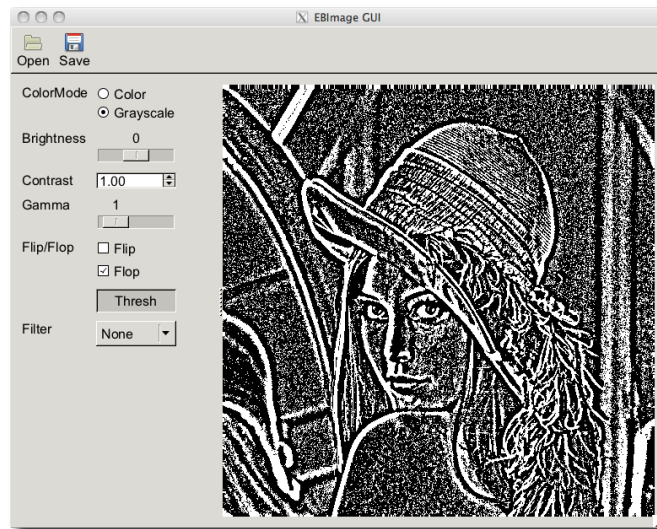 EBImage GUI
Open Save
ColorMode Color
Grayscale
Brightness 0
Contrast 1.00
Gamma 1
Flip/Flop Flip
Flop
Thresh
Filter None